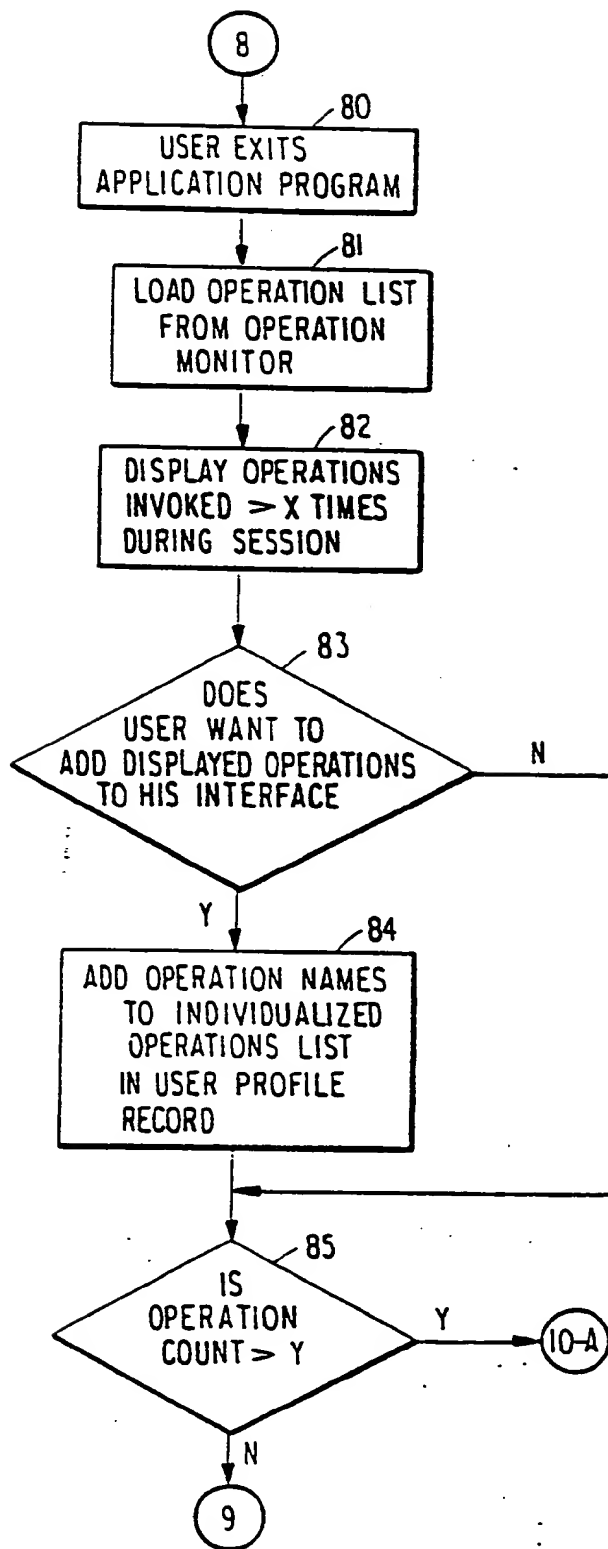 8
80
USER EXITS
APPLICATION PROGRAM
81
LOAD OPERATION LIST
FROM OPERATION
MONITOR
82
DISPLAY OPERATIONS
INVOKED > X TIMES
DURING SESSION
83
DOES
USER WANT TO
ADD DISPLAYED OPERATIONS
TO HIS INTERFACE
N
Y
84
ADD OPERATION NAMES
TO INDIVIDUALIZED
OPERATIONS LIST
IN USER PROFILE
RECORD
85
IS
OPERATION
COUNT > Y
Y
10-A
N
9